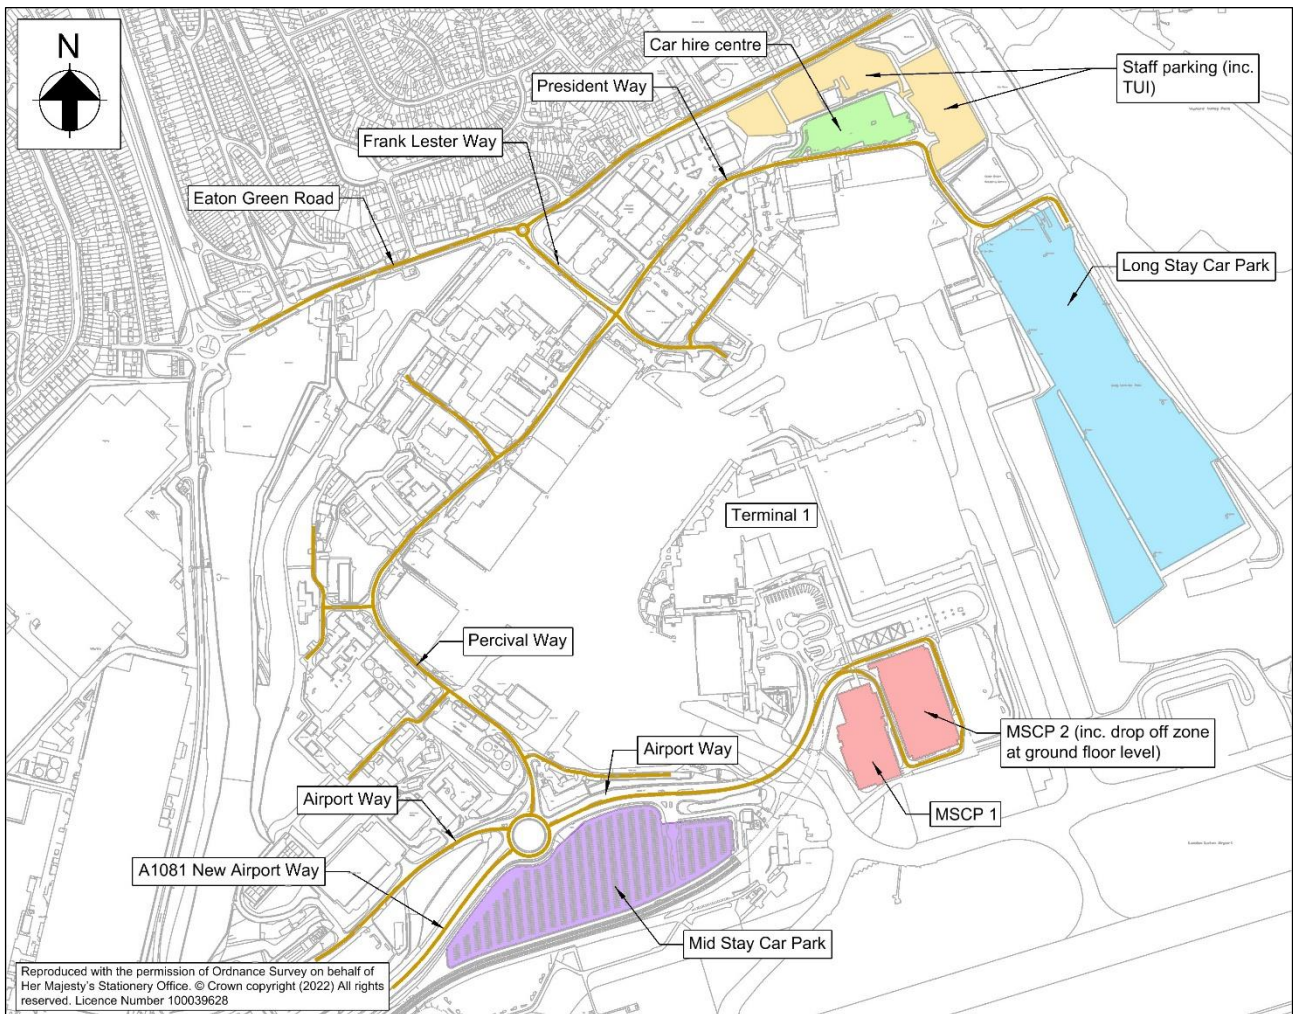 N
Car hire centre
Staff parking (inc.
TUI)
President Way
Frank Lester Way
Eaton Green Road
Long Stay Car Park
Terminal 1
Percival Way
MSCP 2 (inc. drop off zone
at ground floor level)
Airport Way
Airport Way
MSCP 1
A1081 New Airport Way
Mid Stay Car Park
Reproduced with the permission of Ordnance Survey on behalf of
Her Majesty's Stationery Office. © Crown copyright (2022) All rights
reserved. Licence Number 100039628